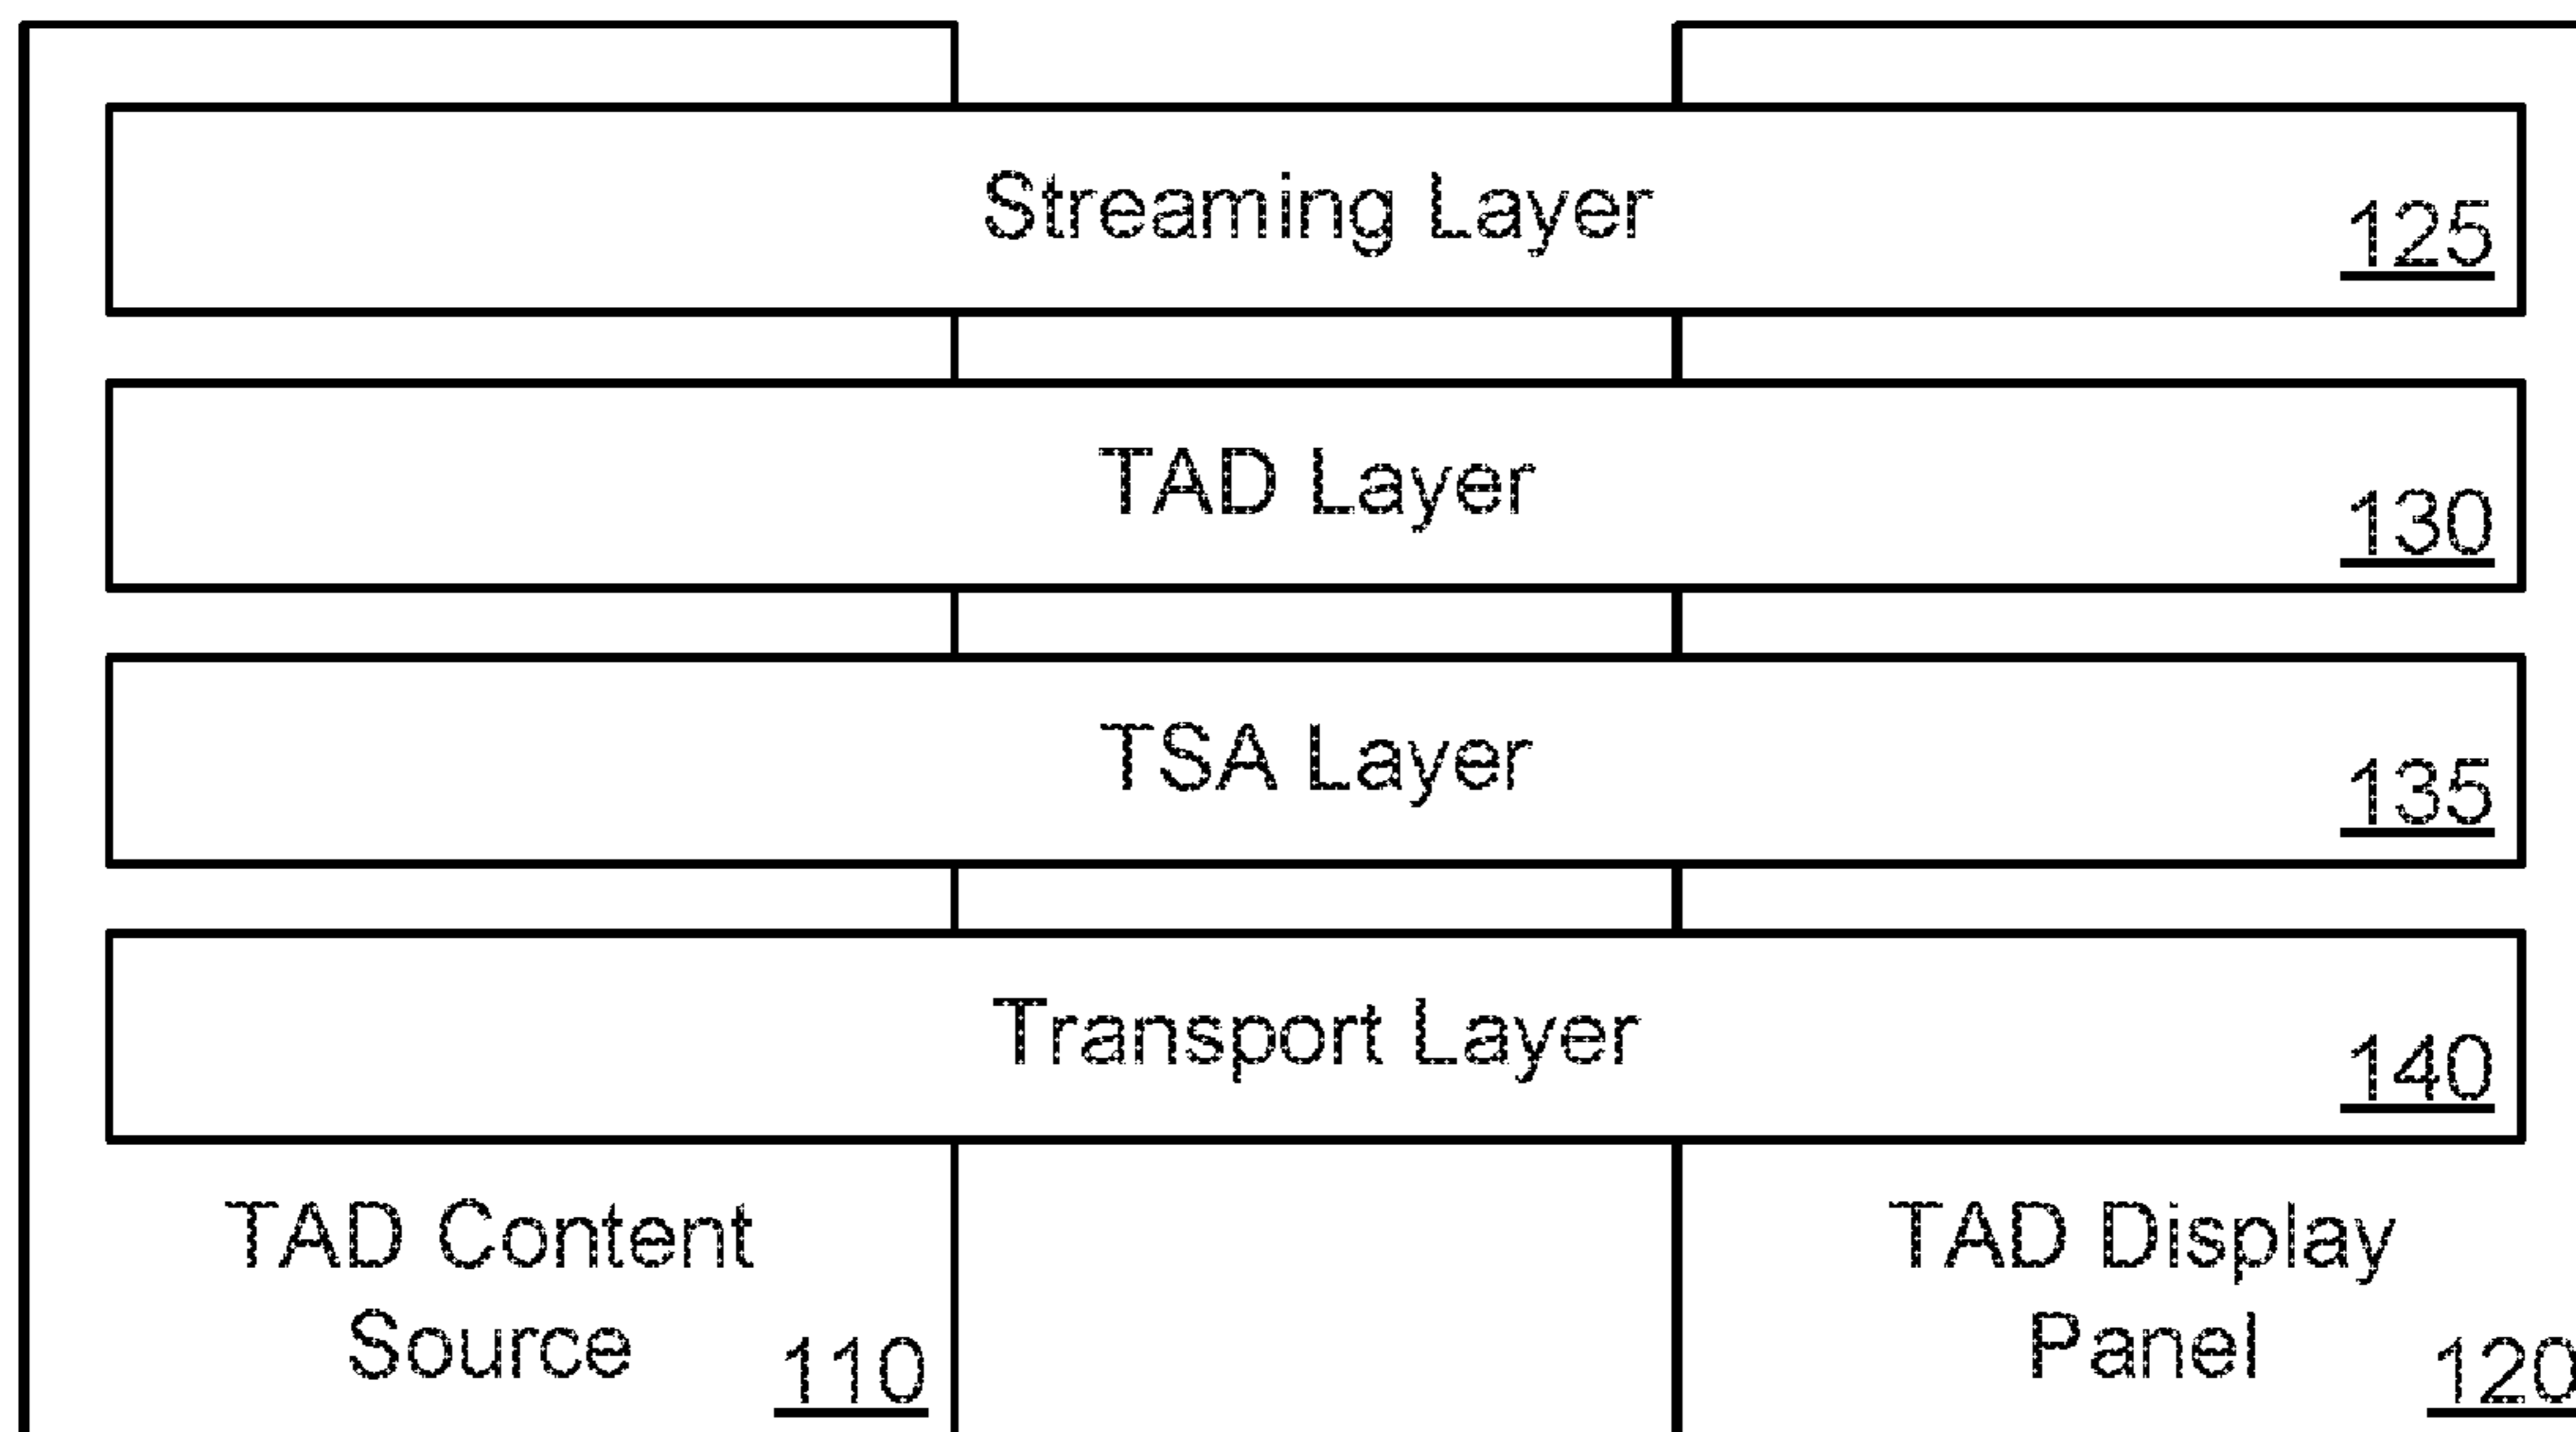 Streaming Layer
125
TAD Layer
130
TSA Layer
135
Transport Layer
140
TAD Content
Source
110
TAD Display
Panel
120